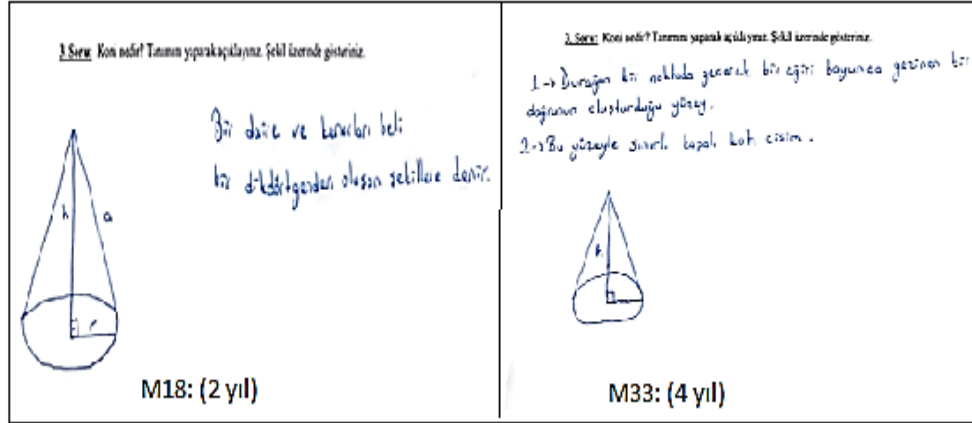 3. Soru: Koni nedir? Tanımını yaparak açıklayınız. Şekil üzerinde gösteriniz.
Bir daire ve kenarları beli
bir dikdörtgenden oluşan şekillere denir.
h a
r
M18: (2 yıl)
3. Soru: Koni nedir? Tanımını yaparak açıklayınız. Şekil üzerinde gösteriniz.
1 → Durağan bir noktada geçerek bir eğri boyunca gezinen bir
doğrunun oluşturduğu yüzey.
2 → Bu yüzeyle sınırlı kapalı katı cisim.
h
M33: (4 yıl)